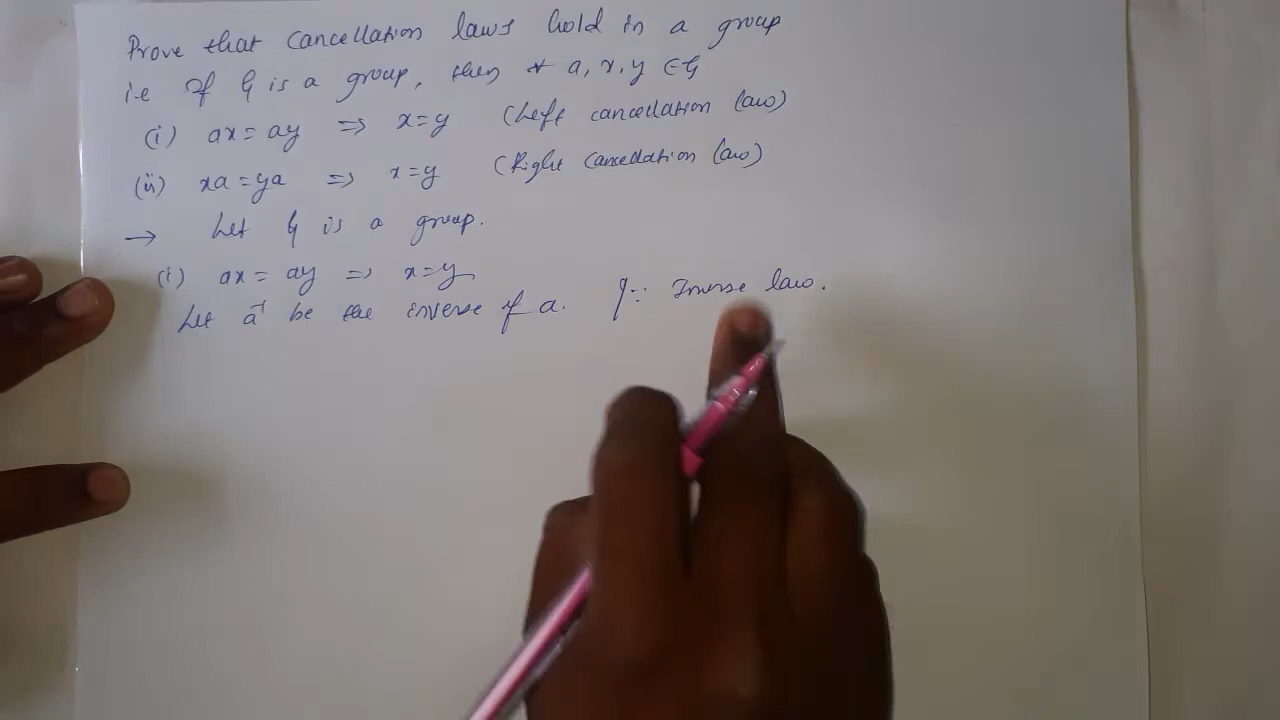 Prove that Cancellation laws hold in a group
i.e If G is a group, then ∀ a, x, y ∈ G
(i) ax = ay ⇒ x = y (Left cancellation law)
(ii) xa = ya ⇒ x = y (Right cancellation law)
→ Let G is a group.
(i) ax = ay ⇒ x = y
Let a⁻¹ be the inverse of a. {∵ Inverse law.